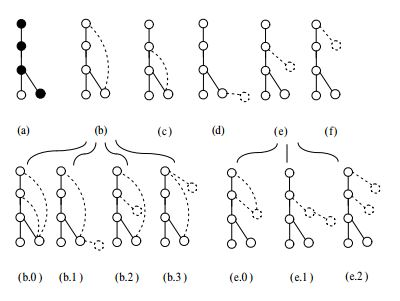 (a) (b) (c) (d) (e) (f)
(b.0) (b.1) (b.2) (b.3) (e.0) (e.1) (e.2)